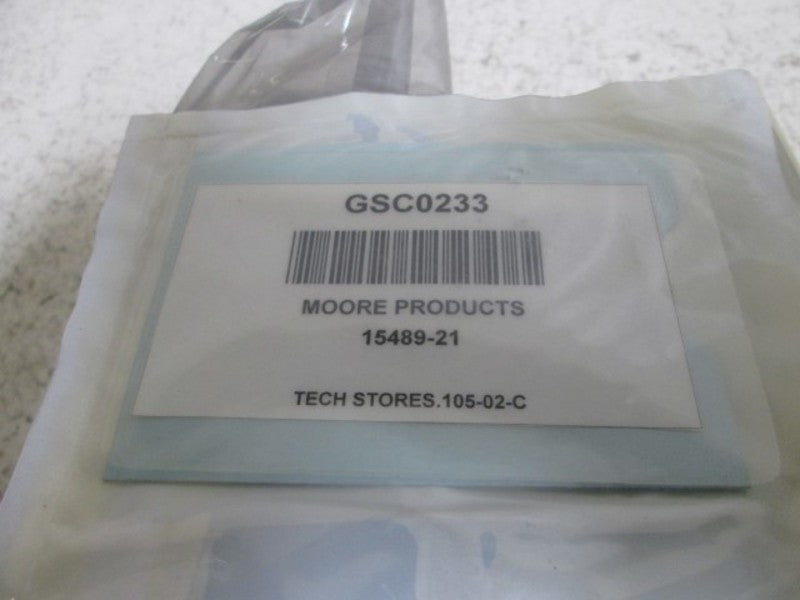 GSC0233
MOORE PRODUCTS
15489-21
TECH STORES.105-02-C